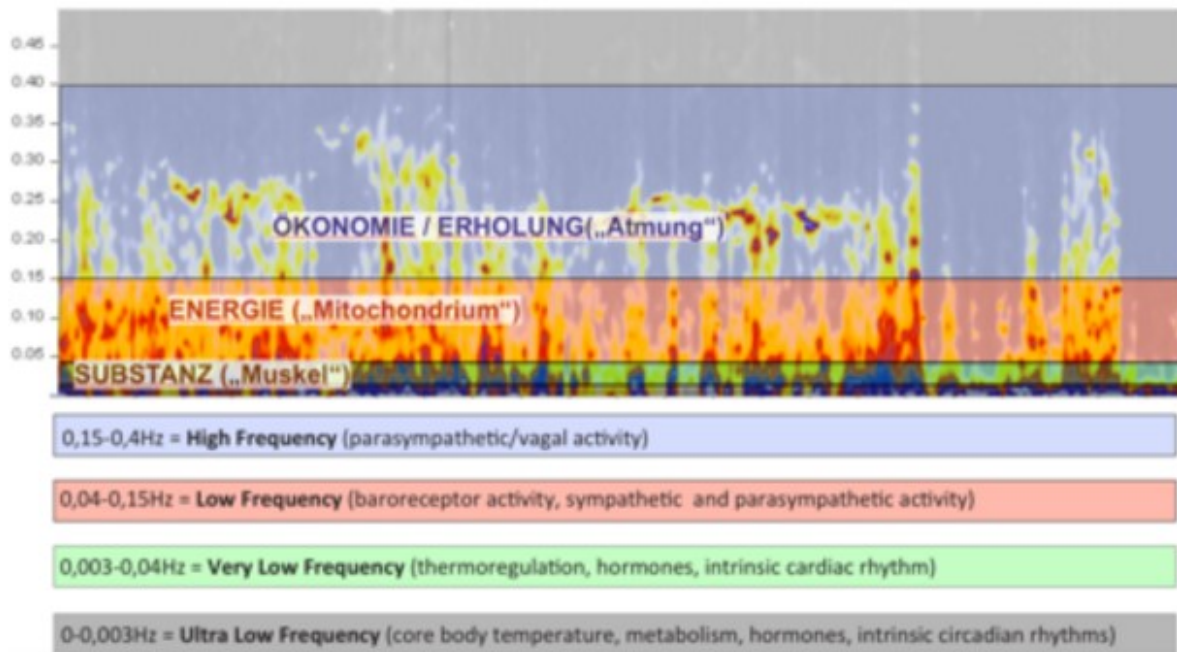 0.45
0.40
0.35
0.30
0.25
0.20
0.15
0.10
0.05
ÖKONOMIE / ERHOLUNG(„Atmung“)
ENERGIE („Mitochondrium“)
SUBSTANZ („Muskel“)
0,15-0,4Hz = High Frequency (parasympathetic/vagal activity)
0,04-0,15Hz = Low Frequency (baroreceptor activity, sympathetic and parasympathetic activity)
0,003-0,04Hz = Very Low Frequency (thermoregulation, hormones, intrinsic cardiac rhythm)
0-0,003Hz = Ultra Low Frequency (core body temperature, metabolism, hormones, intrinsic circadian rhythms)